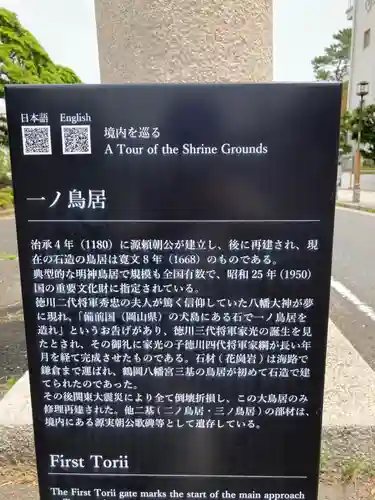 日本語
English
境内を巡る
A Tour of the Shrine Grounds
一ノ鳥居
治承4年（1180）に源頼朝公が建立し、後に再建され、現
在の石造の鳥居は寛文8年（1668）のものである。
典型的な明神鳥居で規模も全国有数で、昭和25年（1950）
国の重要文化財に指定されている。
徳川二代将軍秀忠の夫人が篤く信仰していた八幡大神が夢
に現れ、「備前国（岡山県）の犬島にある石で一ノ鳥居を
造れ」というお告げがあり、徳川三代将軍家光の誕生を見
たとされ、その御礼に家光の子徳川四代将軍家綱が長い年
月を経て完成させたものである。石材（花崗岩）は海路で
鎌倉まで運ばれ、鶴岡八幡宮三基の鳥居が初めて石造で建
てられたのであった。
その後関東大震災により全て倒壊折損し、この大鳥居のみ
修理再建された。他二基（二ノ鳥居・三ノ鳥居）の部材は、
境内にある源実朝公歌碑等として遺存している。
First Torii
The First Torii gate marks the start of the main approach